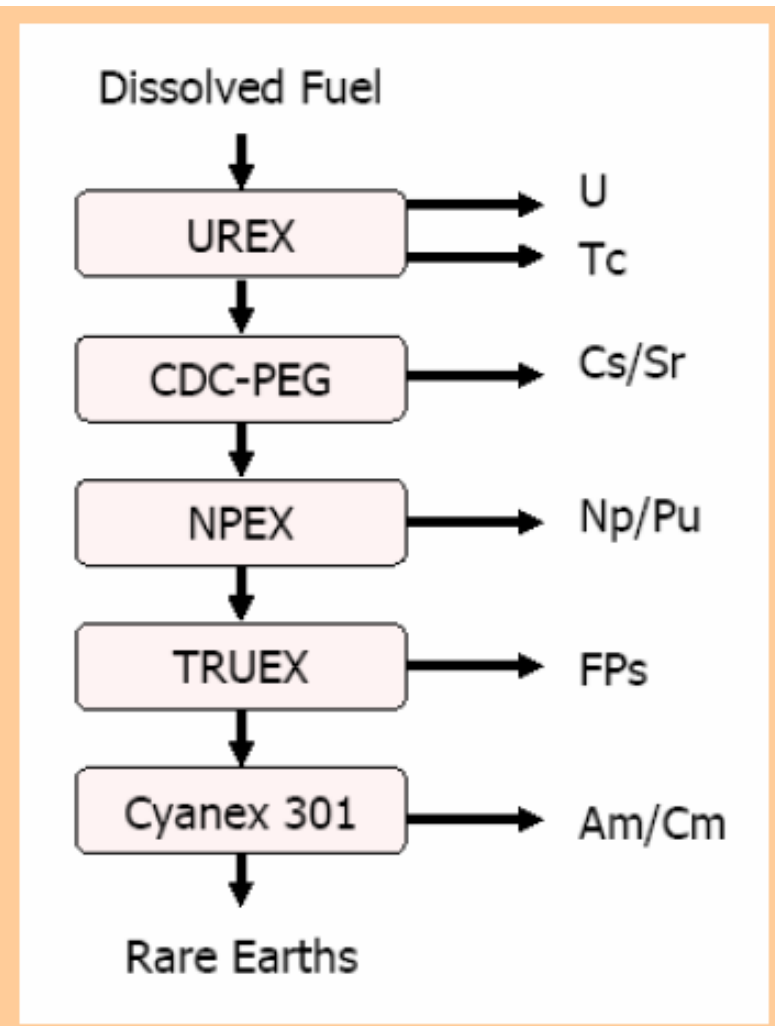 Dissolved Fuel
UREX
U
Tc
CDC-PEG
Cs/Sr
NPEX
Np/Pu
TRUEX
FPs
Cyanex 301
Am/Cm
Rare Earths